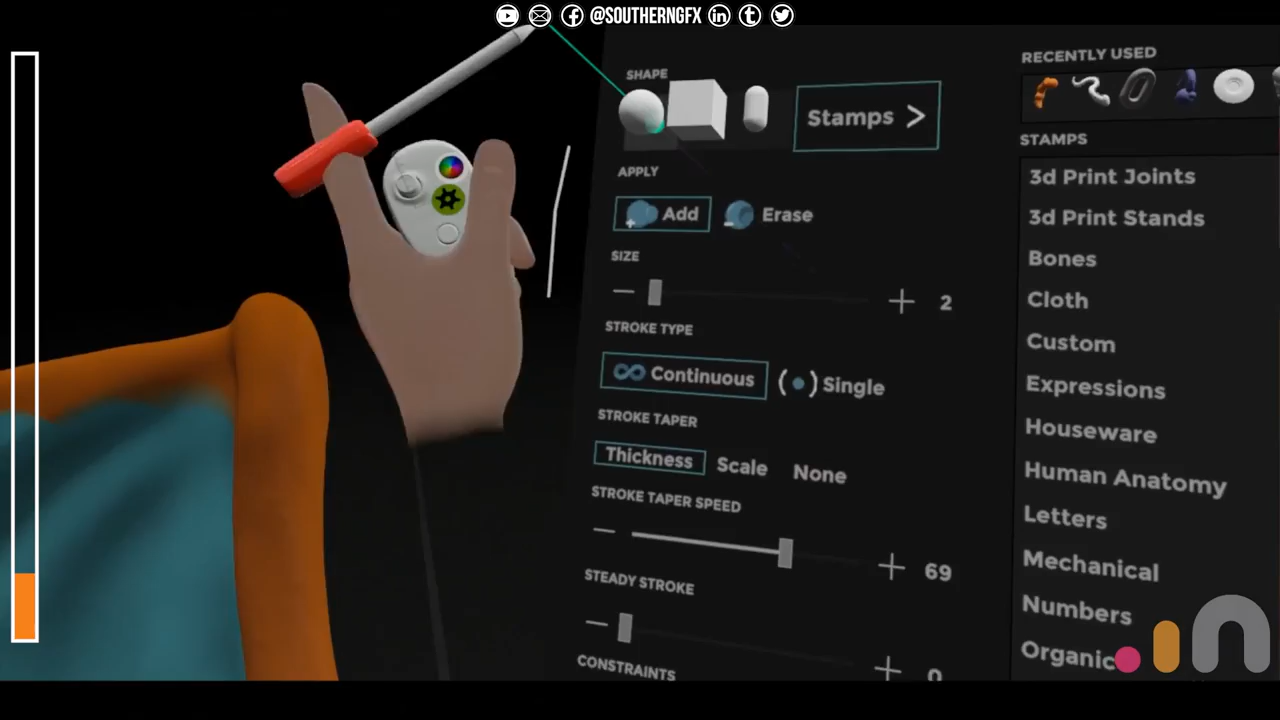 @SOUTHERNGFX
SHAPE
Stamps >
APPLY
Add
Erase
SIZE
2
STROKE TYPE
Continuous
Single
STROKE TAPER
Thickness
Scale
None
STROKE TAPER SPEED
69
STEADY STROKE
0
CONSTRAINTS
RECENTLY USED
STAMPS
3d Print Joints
3d Print Stands
Bones
Cloth
Custom
Expressions
Houseware
Human Anatomy
Letters
Mechanical
Numbers
Organic